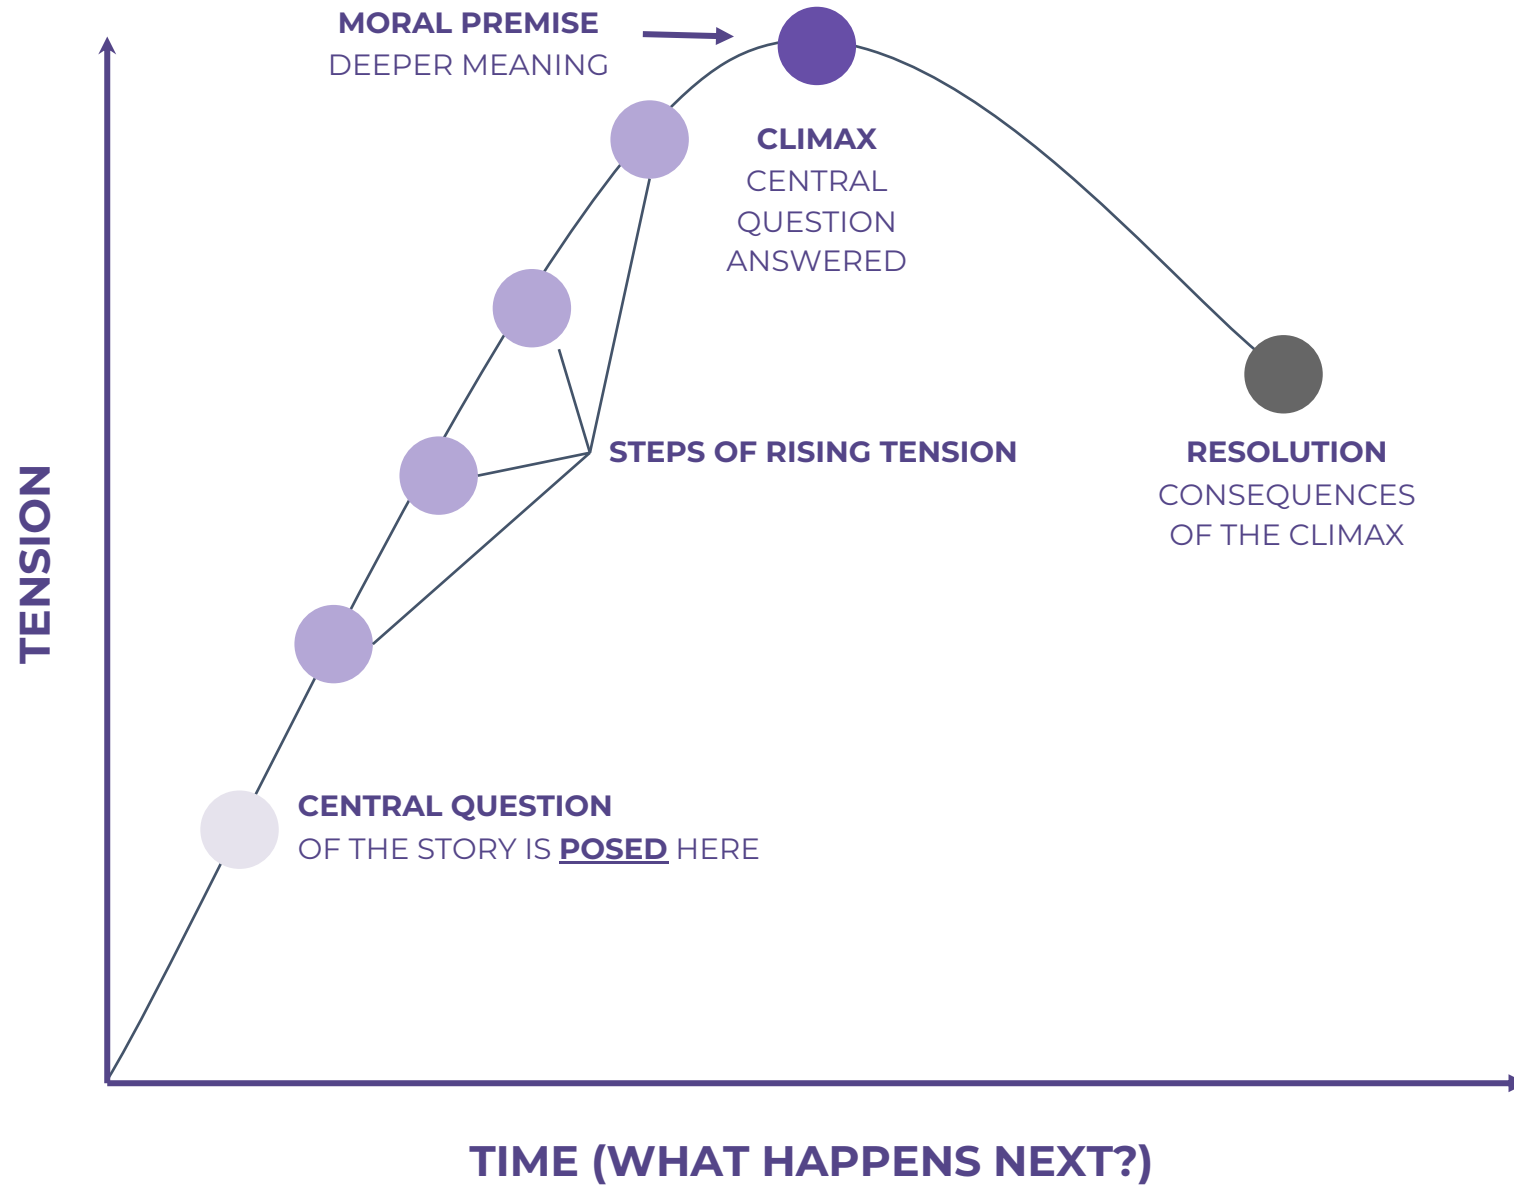 MORAL PREMISE
DEEPER MEANING
CLIMAX
CENTRAL
QUESTION
ANSWERED
STEPS OF RISING TENSION
RESOLUTION
CONSEQUENCES
OF THE CLIMAX
TENSION
CENTRAL QUESTION
OF THE STORY IS POSED HERE
TIME (WHAT HAPPENS NEXT?)